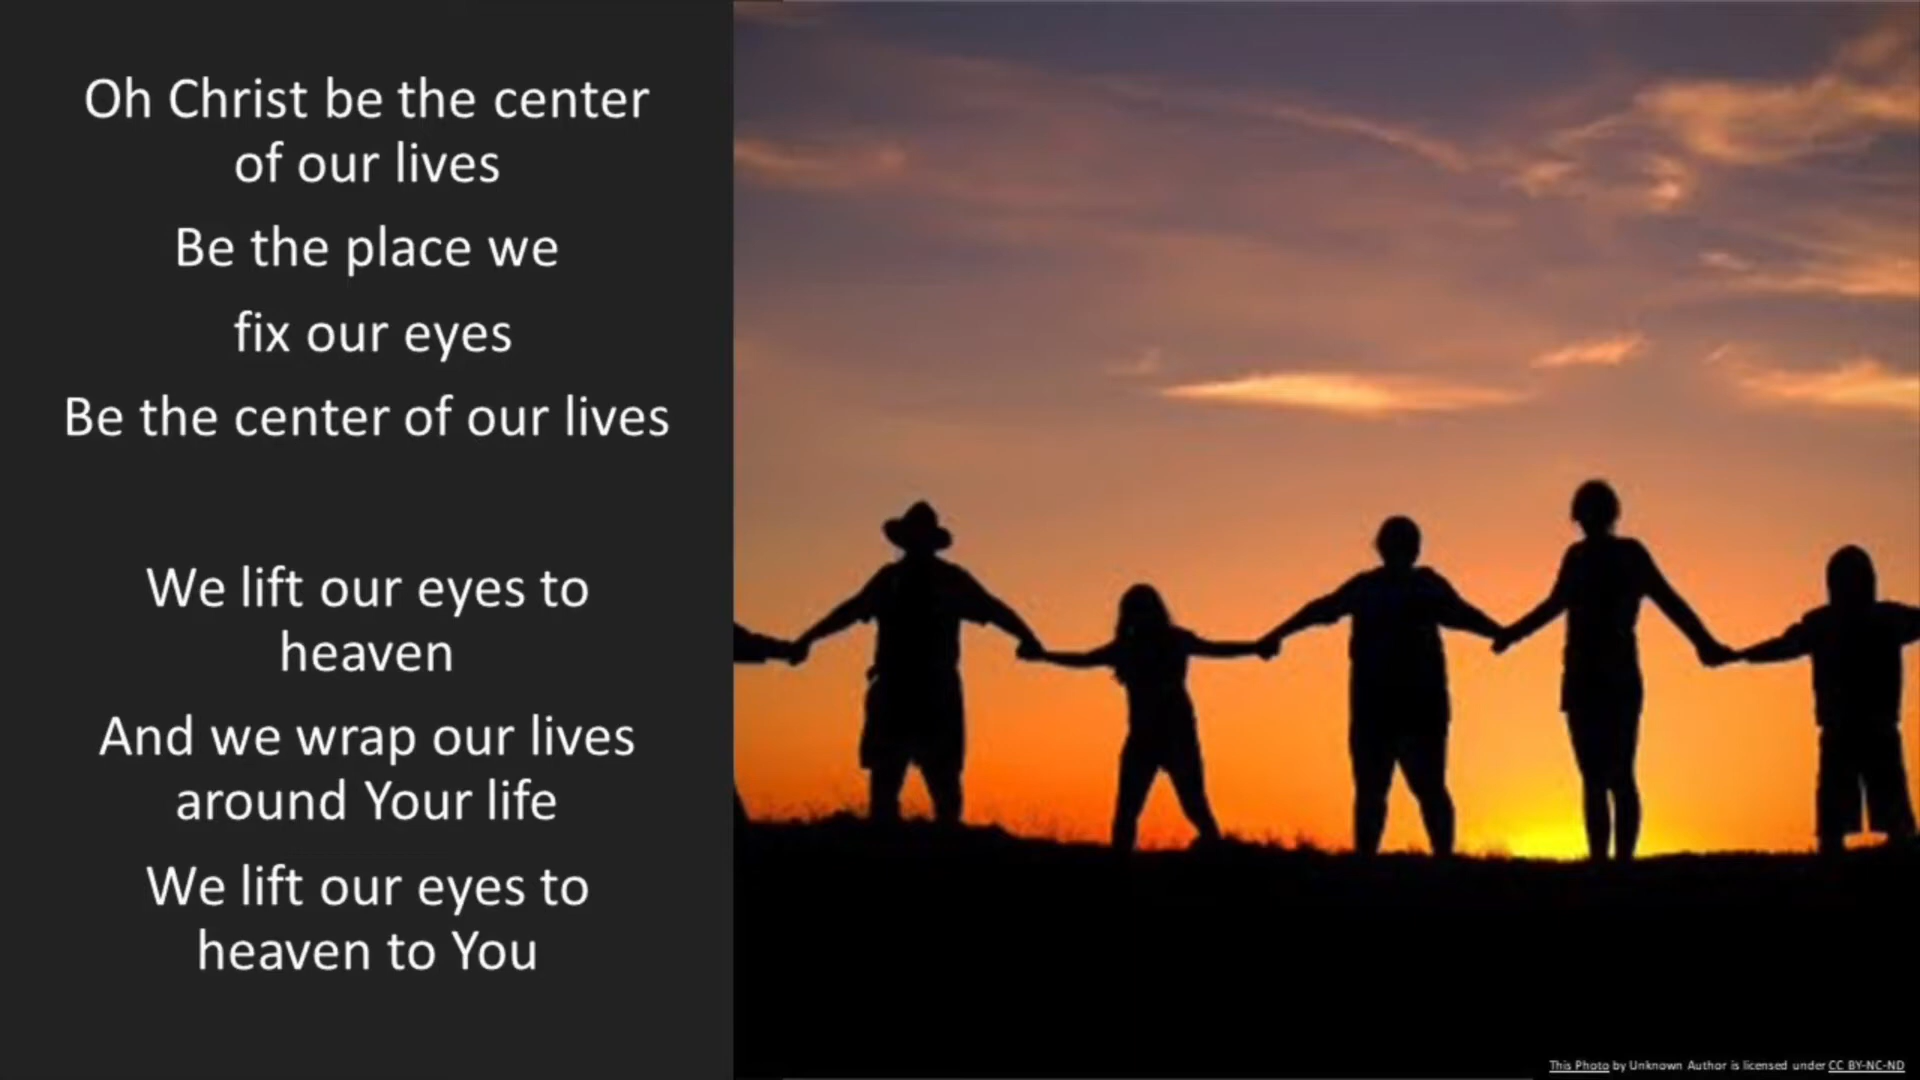 Oh Christ be the center
of our lives
Be the place we
fix our eyes
Be the center of our lives
We lift our eyes to
heaven
And we wrap our lives
around Your life
We lift our eyes to
heaven to You
This Photo by Unknown Author is licensed under CC BY-NC-ND